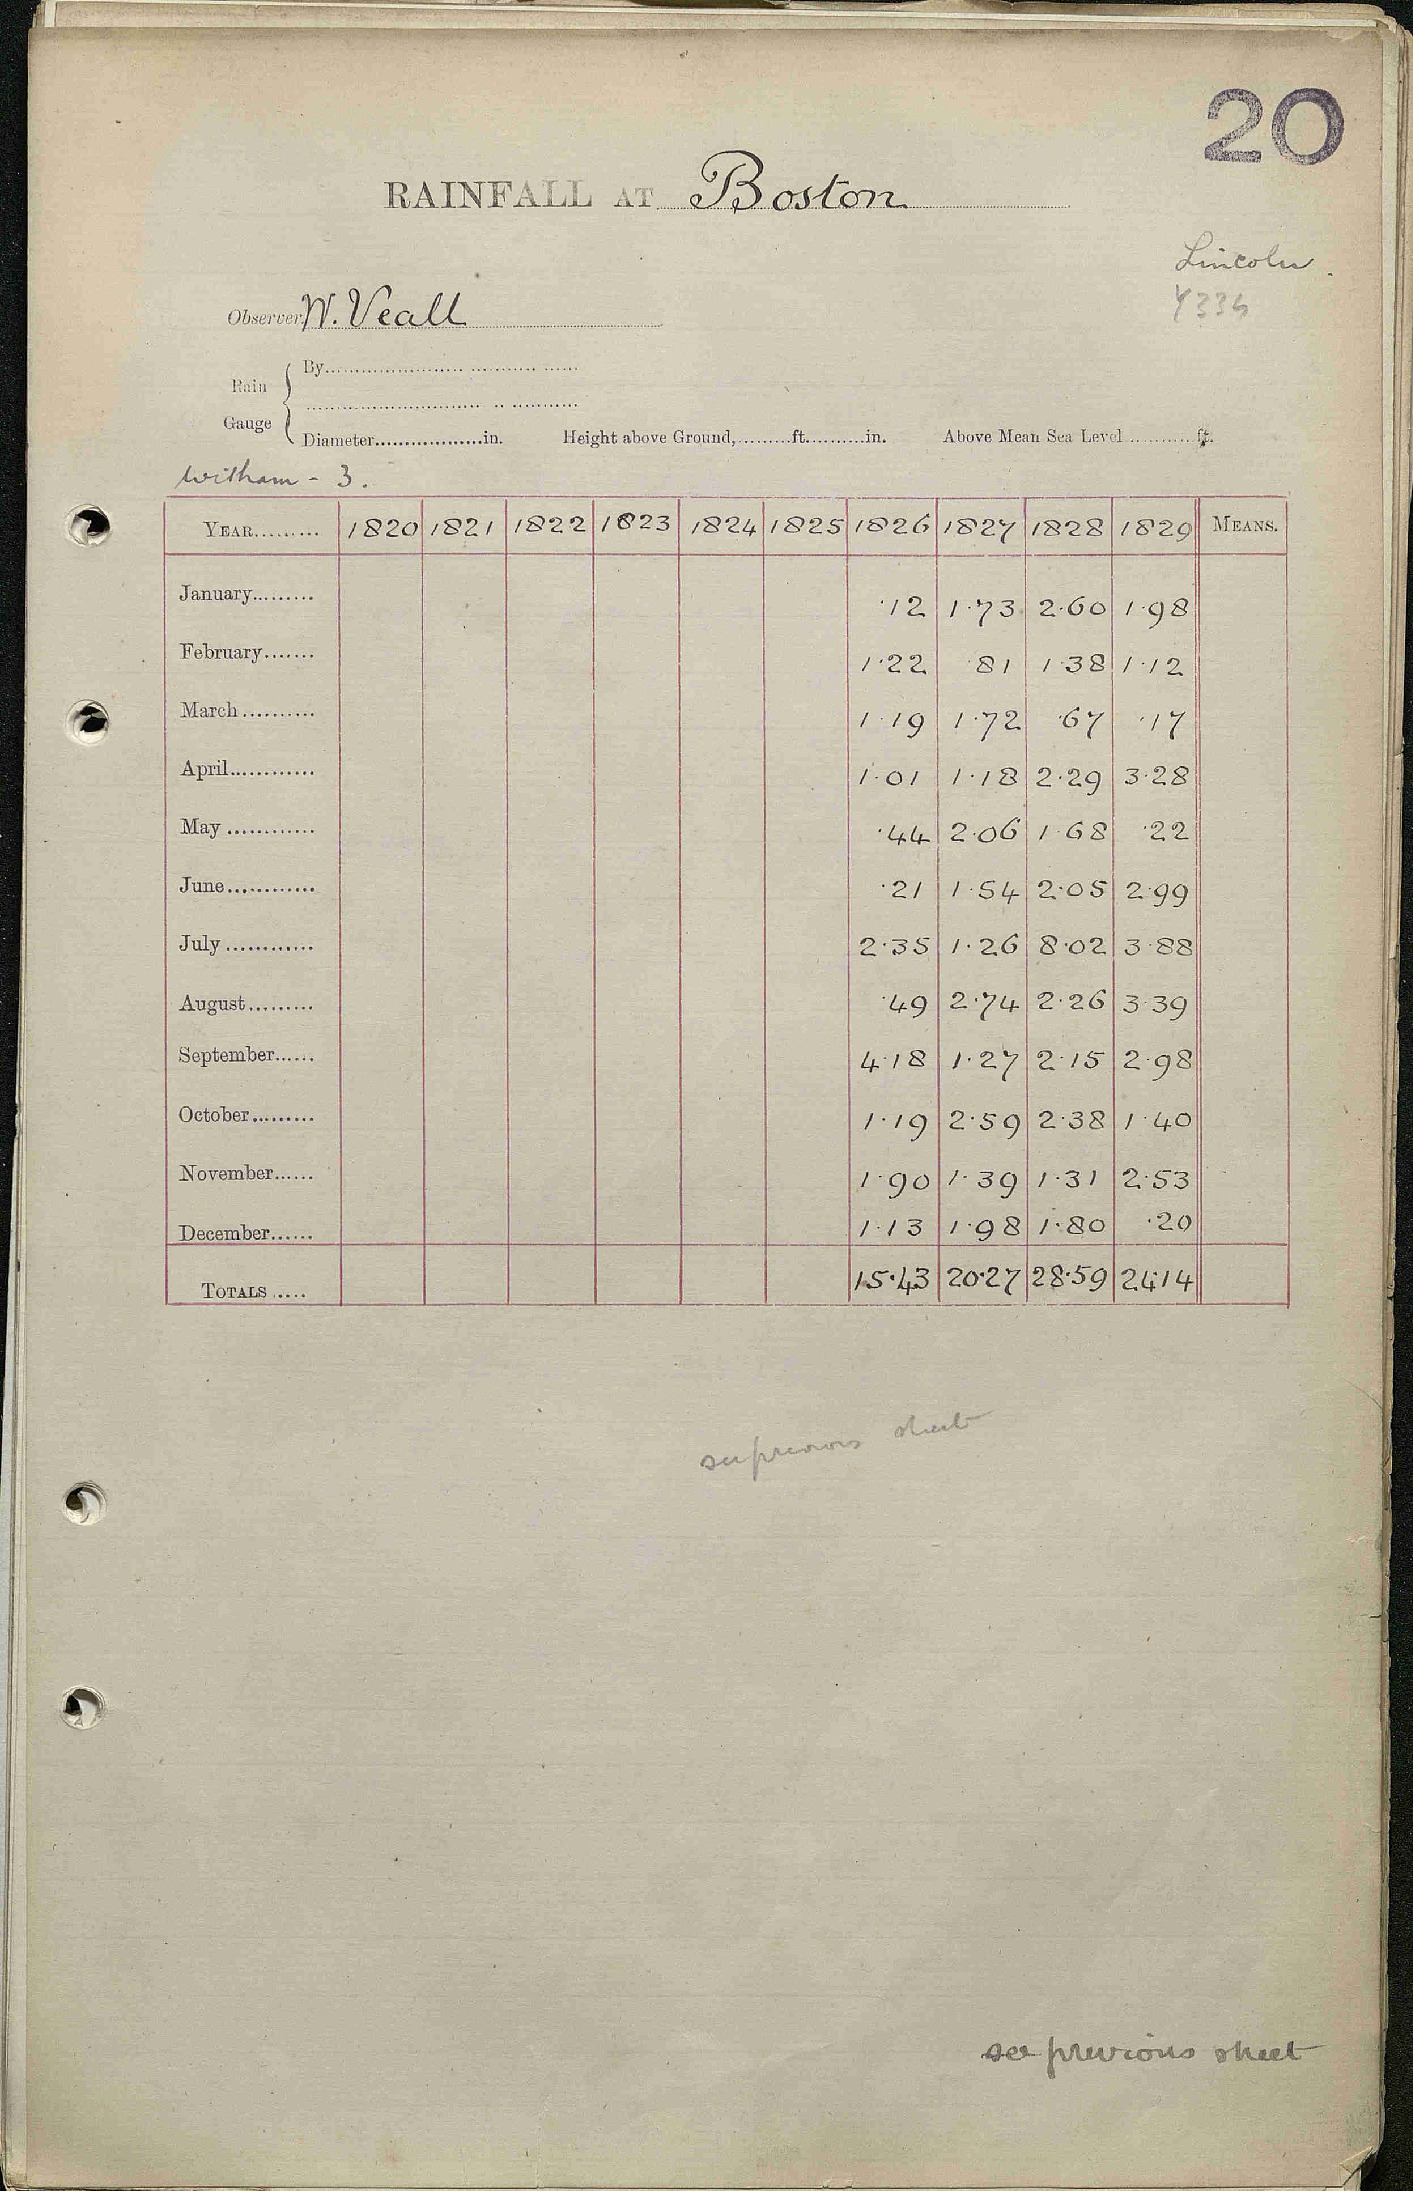 20
RAINFALL AT Boston
Lincoln.
Y336
Observer W. Veall
Rain Gauge { By
Diameter in. Height above Ground, ft. in. Above Mean Sea Level ft.
Witham - 3.
YEAR 1820 1821 1822 1823 1824 1825 1826 1827 1828 1829 MEANS.
January ·12 1·73 2·60 1·98
February 1·22 ·81 1·38 1·12
March 1·19 1·72 ·67 ·17
April 1·01 1·18 2·29 3·28
May ·44 2·06 1·68 ·22
June ·21 1·54 2·05 2·99
July 2·35 1·26 8·02 3·88
August ·49 2·74 2·26 3·39
September 4·18 1·27 2·15 2·98
October 1·19 2·59 2·38 1·40
November 1·90 1·39 1·31 2·53
December 1·13 1·98 1·80 ·20
TOTALS 15·43 20·27 28·59 24·14
see previous sheet
see previous sheet